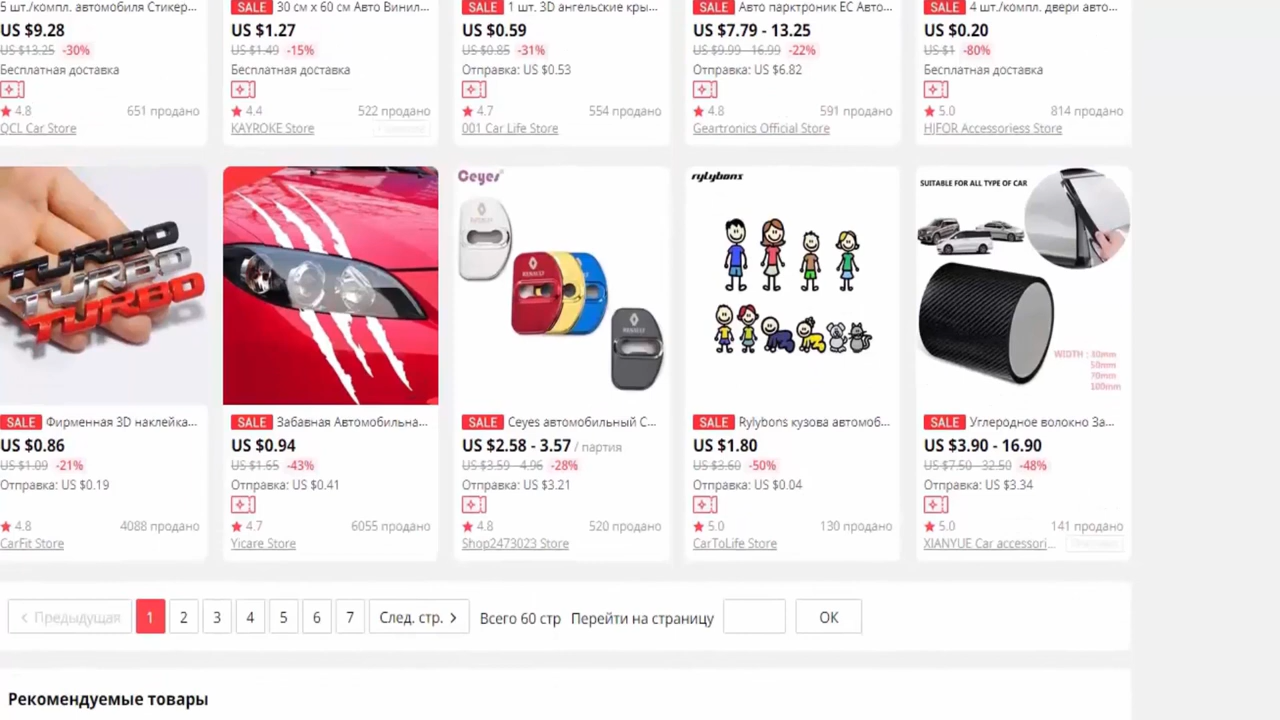 5 шт./компл. автомобиля Стикер...
US $9.28
US $13.25 -30%
Бесплатная доставка
4.8 651 продано
QCL Car Store
SALE 30 см x 60 см Авто Винил...
US $1.27
US $1.49 -15%
Бесплатная доставка
4.4 522 продано
KAYROKE Store
SALE 1 шт. 3D ангельские кры...
US $0.59
US $0.85 -31%
Отправка: US $0.53
4.7 554 продано
001 Car Life Store
SALE Авто парктроник ЕС Авто...
US $7.79 - 13.25
US $9.99 - 16.99 -22%
Отправка: US $6.82
4.8 591 продано
Geartronics Official Store
SALE 4 шт./компл. двери авто...
US $0.20
US $1 -80%
Бесплатная доставка
5.0 814 продано
HJFOR Accessoriess Store
TURBO
TURBO
TURBO
SALE Фирменная 3D наклейка...
US $0.86
US $1.09 -21%
Отправка: US $0.19
4.8 4088 продано
CarFit Store
SALE Забавная Автомобильна...
US $0.94
US $1.65 -43%
Отправка: US $0.41
4.7 6055 продано
Yicare Store
Ceyes
RENAULT
RENAULT
RENAULT
SALE Ceyes автомобильный С...
US $2.58 - 3.57 / партия
US $3.59 - 4.96 -28%
Отправка: US $3.21
4.8 520 продано
Shop2473023 Store
rylybons
SALE Rylybons кузова автомоб...
US $1.80
US $3.60 -50%
Отправка: US $0.04
5.0 130 продано
CarToLife Store
SUITABLE FOR ALL TYPE OF CAR
WIDTH : 30mm
50mm
70mm
100mm
SALE Углеродное волокно За...
US $3.90 - 16.90
US $7.50 - 32.50 -48%
Отправка: US $3.34
5.0 141 продано
XIANYUE Car accessori...
Предыдущая 1 2 3 4 5 6 7 След. стр. Всего 60 стр Перейти на страницу ОК
Рекомендуемые товары